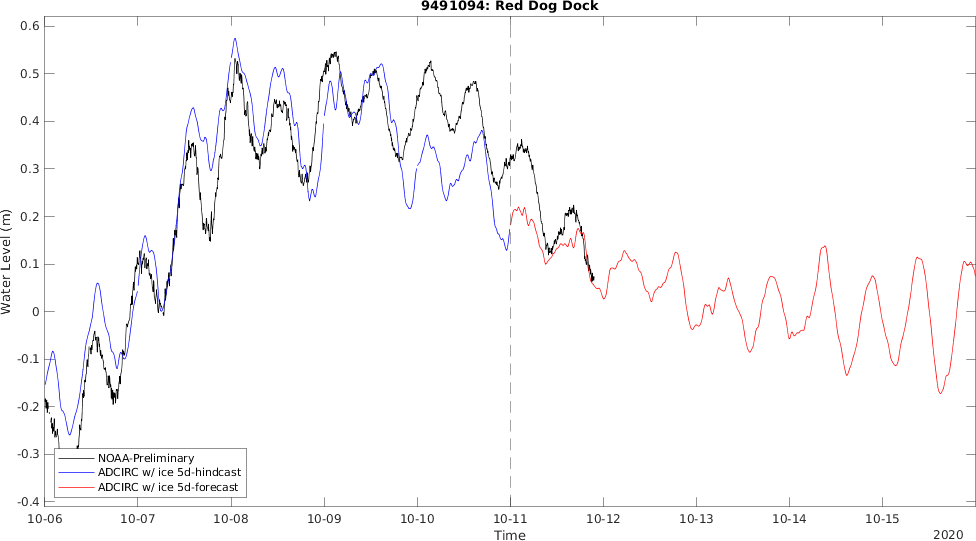 9491094: Red Dog Dock
0.6
0.5
0.4
0.3
0.2
0.1
0
-0.1
-0.2
-0.3
-0.4
Water Level (m)
NOAA-Preliminary
ADCIRC w/ ice 5d-hindcast
ADCIRC w/ ice 5d-forecast
10-06 10-07 10-08 10-09 10-10 10-11 10-12 10-13 10-14 10-15
Time
2020